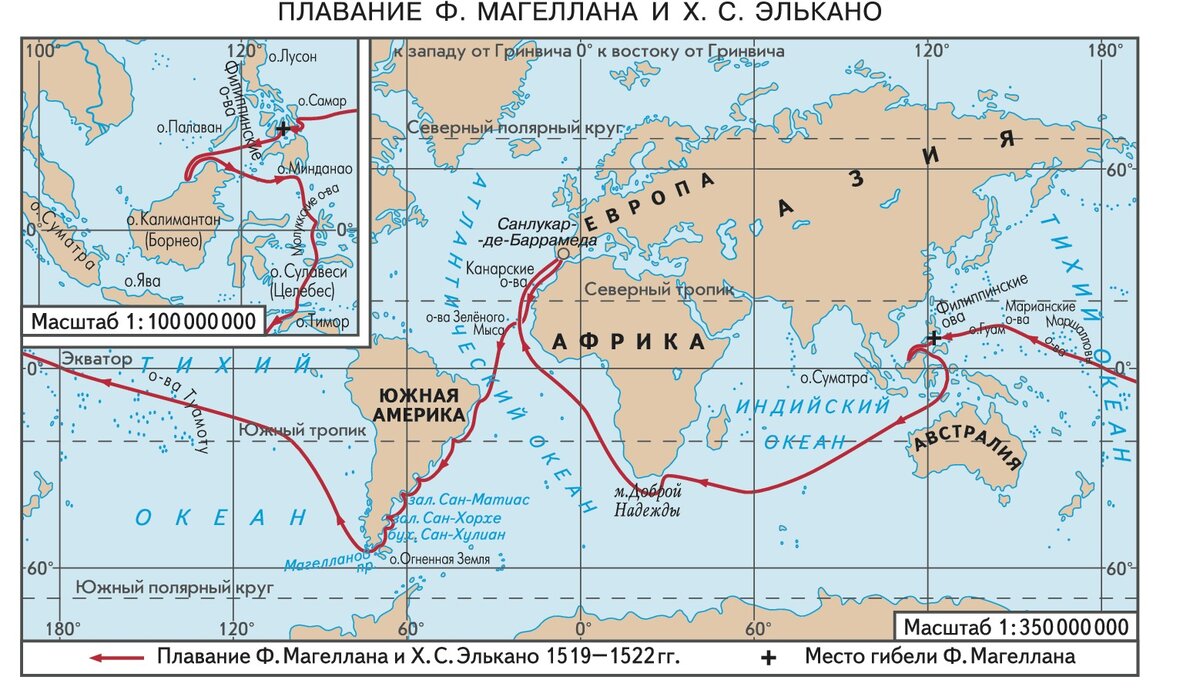 ПЛАВАНИЕ Ф. МАГЕЛЛАНА И Х. С. ЭЛЬКАНО
100°
120°
о.Лусон
Филиппинские
о-ва
о.Самар
о.Палаван
о.Минданао
Молуккские о-ва
о.Калимантан
(Борнео)
0°
0°
о.Суматра
о.Сулавеси
(Целебес)
о.Ява
о.Тимор
Масштаб 1:100 000 000
к западу от Гринвича 0° к востоку от Гринвича
120°
180°
Северный полярный круг
60°
АЗИЯ
ЕВРОПА
АТЛАНТИЧЕСКИЙ ОКЕАН
Санлукар-
-де-Баррамеда
Канарские
о-ва
Северный тропик
о-ва Зелёного
Мыса
АФРИКА
ТИХИЙ ОКЕАН
Филиппинские
о-ва
Марианские
о-ва
о.Гуам
Маршалловы
о-ва
Экватор
0°
0°
ТИХИЙ
о-ва Туамоту
ЮЖНАЯ
АМЕРИКА
о.Суматра
ИНДИЙСКИЙ
ОКЕАН
Южный тропик
АВСТРАЛИЯ
м.Доброй
Надежды
зал. Сан-Матиас
зал. Сан-Хорхе
бух. Сан-Хулиан
ОКЕАН
Магелланов
пр.
о.Огненная Земля
60°
60°
Южный полярный круг
180°
120°
60°
0°
60°
Масштаб 1:350 000 000
Плавание Ф. Магеллана и Х. С. Элькано 1519—1522 гг.
Место гибели Ф. Магеллана